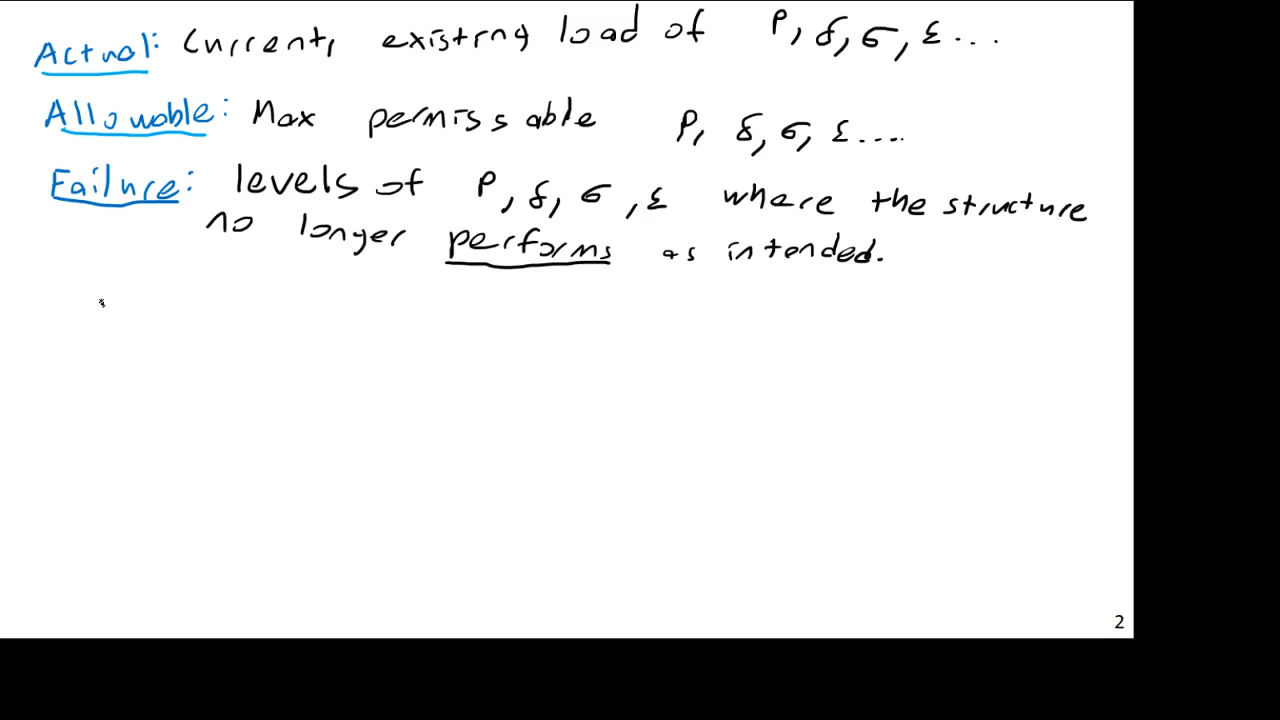 Actual: Current, existing load of P, δ, σ, ε...
Allowable: Max permissable P, δ, σ, ε....
Failure: levels of P, δ, σ, ε where the structure
no longer performs as intended.
2